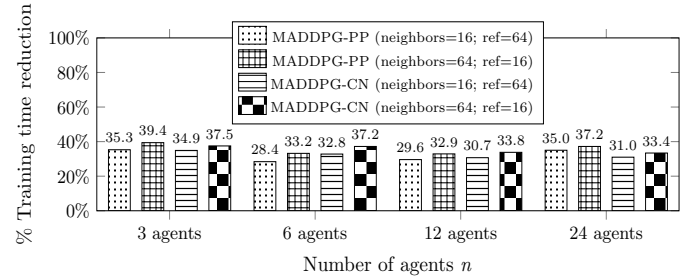 % Training time reduction
100%
80%
60%
40%
20%
0%
MADDPG-PP (neighbors=16; ref=64)
MADDPG-PP (neighbors=64; ref=16)
MADDPG-CN (neighbors=16; ref=64)
MADDPG-CN (neighbors=64; ref=16)
35.3 39.4 34.9 37.5
28.4 33.2 32.8 37.2
29.6 32.9 30.7 33.8
35.0 37.2 31.0 33.4
3 agents 6 agents 12 agents 24 agents
Number of agents n